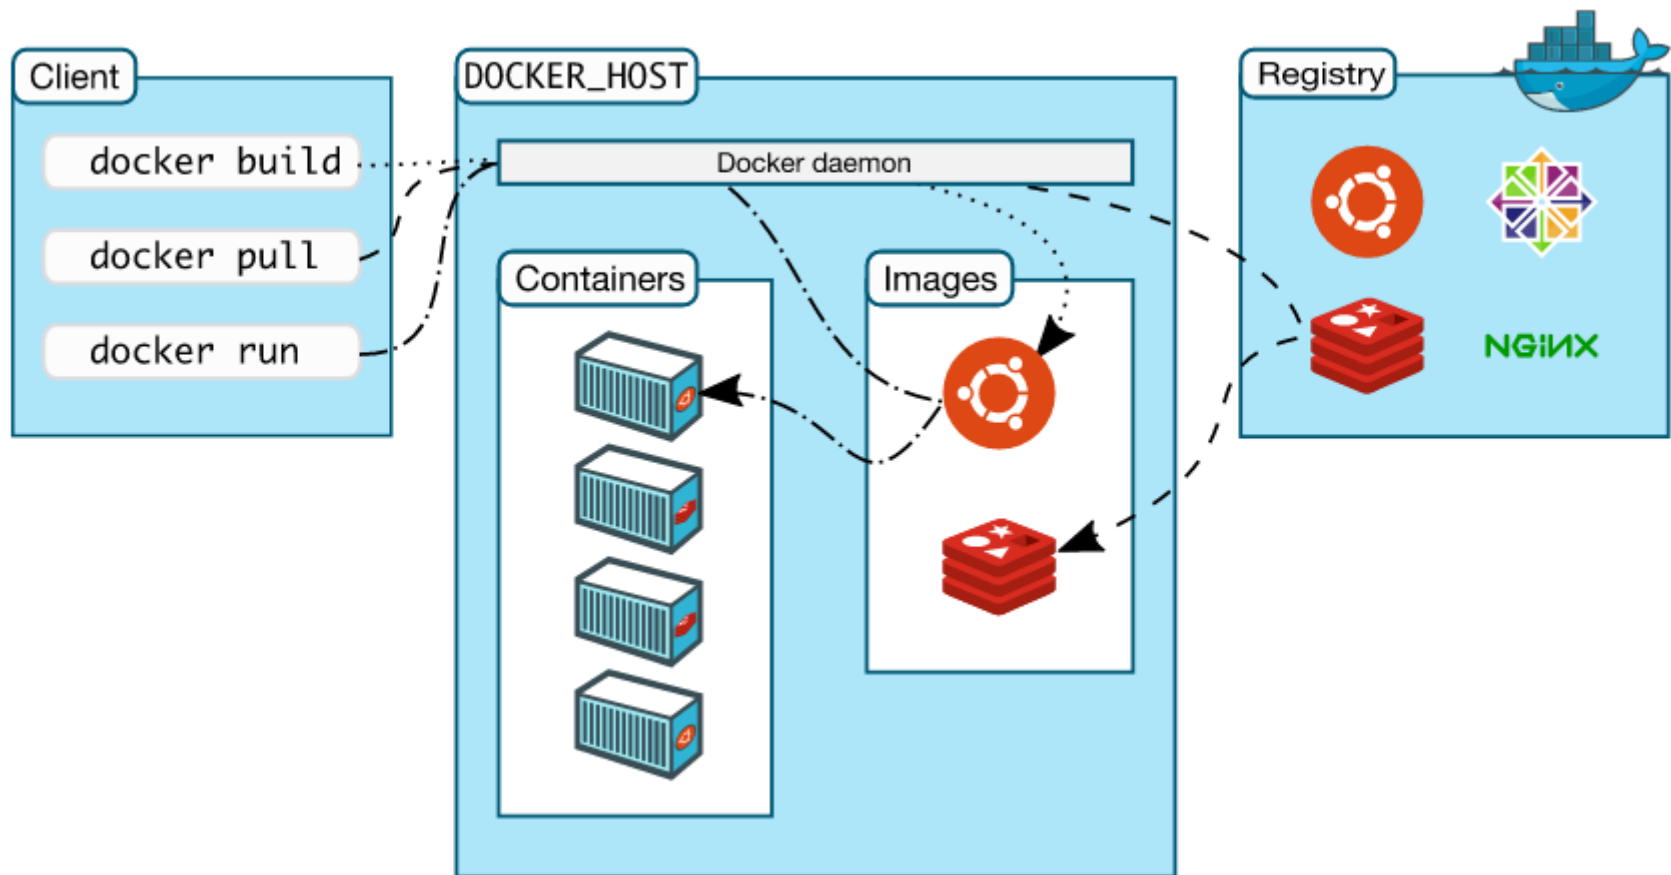 Client
docker build
docker pull
docker run
DOCKER_HOST
Docker daemon
Containers
Images
Registry
NGiNX